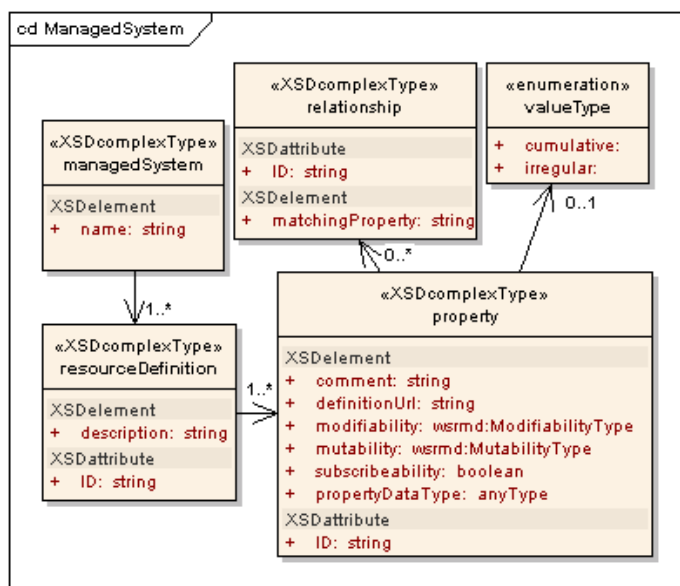 cd ManagedSystem
«XSDcomplexType»
relationship
XSDattribute
+ ID: string
XSDelement
+ matchingProperty: string
«enumeration»
valueType
+ cumulative:
+ irregular:
«XSDcomplexType»
managedSystem
XSDelement
+ name: string
0..1
0..*
1..*
«XSDcomplexType»
resourceDefinition
XSDelement
+ description: string
XSDattribute
+ ID: string
1..*
«XSDcomplexType»
property
XSDelement
+ comment: string
+ definitionUrl: string
+ modifiability: wsrmd:ModifiabilityType
+ mutability: wsrmd:MutabilityType
+ subscribeability: boolean
+ propertyDataType: anyType
XSDattribute
+ ID: string